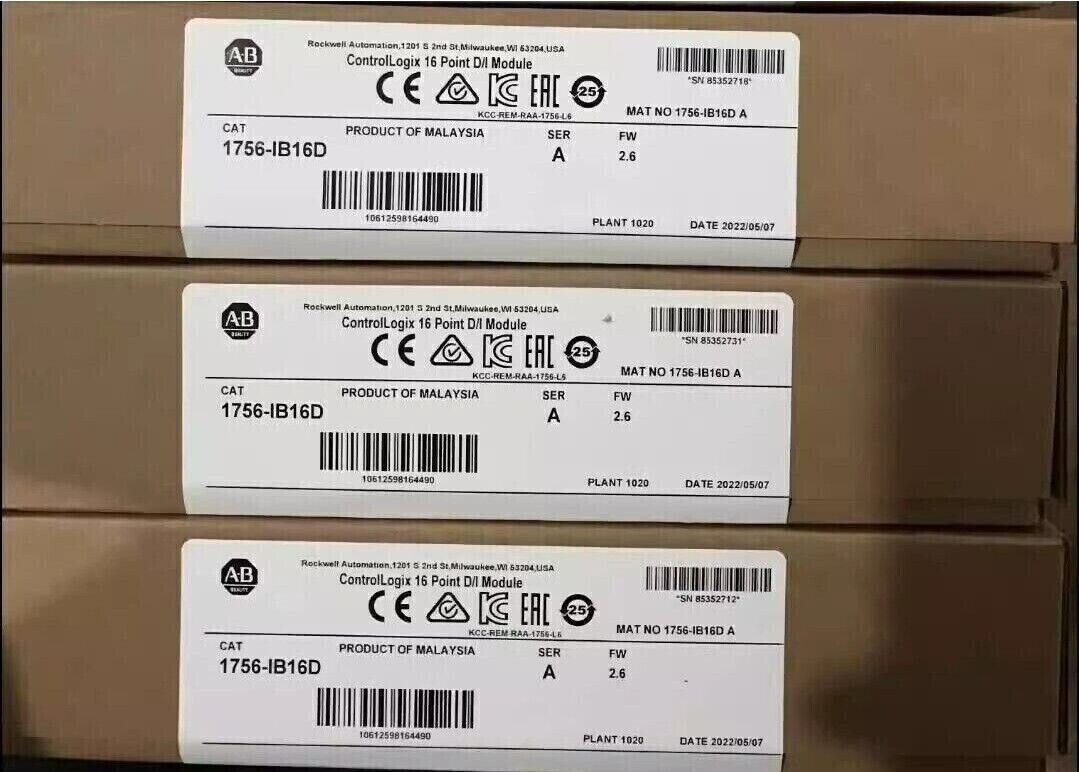 AB
QUALITY
Rockwell Automation,1201 S 2nd St,Milwaukee,WI 53204,USA
ControlLogix 16 Point D/I Module
CE KC EAC 25
KCC-REM-RAA-1756-L6
*SN 85352718*
MAT NO 1756-IB16D A
CAT
1756-IB16D
PRODUCT OF MALAYSIA
SER
A
FW
2.6
10612598164490
PLANT 1020
DATE 2022/05/07
AB
QUALITY
Rockwell Automation,1201 S 2nd St,Milwaukee,WI 53204,USA
ControlLogix 16 Point D/I Module
CE KC EAC 25
KCC-REM-RAA-1756-L6
*SN 85352731*
MAT NO 1756-IB16D A
CAT
1756-IB16D
PRODUCT OF MALAYSIA
SER
A
FW
2.6
10612598164490
PLANT 1020
DATE 2022/05/07
AB
QUALITY
Rockwell Automation,1201 S 2nd St,Milwaukee,WI 53204,USA
ControlLogix 16 Point D/I Module
CE KC EAC 25
KCC-REM-RAA-1756-L6
*SN 85352712*
MAT NO 1756-IB16D A
CAT
1756-IB16D
PRODUCT OF MALAYSIA
SER
A
FW
2.6
10612598164490
PLANT 1020
DATE 2022/05/07